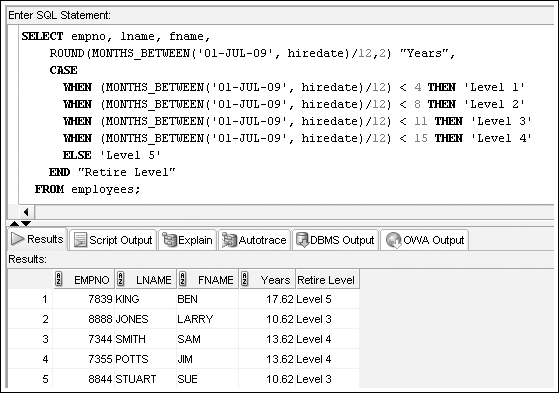 Enter SQL Statement:
SELECT empno, lname, fname,
ROUND(MONTHS_BETWEEN('01-JUL-09', hiredate)/12,2) "Years",
CASE
WHEN (MONTHS_BETWEEN('01-JUL-09', hiredate)/12) < 4 THEN 'Level 1'
WHEN (MONTHS_BETWEEN('01-JUL-09', hiredate)/12) < 8 THEN 'Level 2'
WHEN (MONTHS_BETWEEN('01-JUL-09', hiredate)/12) < 11 THEN 'Level 3'
WHEN (MONTHS_BETWEEN('01-JUL-09', hiredate)/12) < 15 THEN 'Level 4'
ELSE 'Level 5'
END "Retire Level"
FROM employees;
Results Script Output Explain Autotrace DBMS Output OWA Output
Results:
EMPNO LNAME FNAME Years Retire Level
1 7839 KING BEN 17.62 Level 5
2 8888 JONES LARRY 10.62 Level 3
3 7344 SMITH SAM 13.62 Level 4
4 7355 POTTS JIM 13.62 Level 4
5 8844 STUART SUE 10.62 Level 3